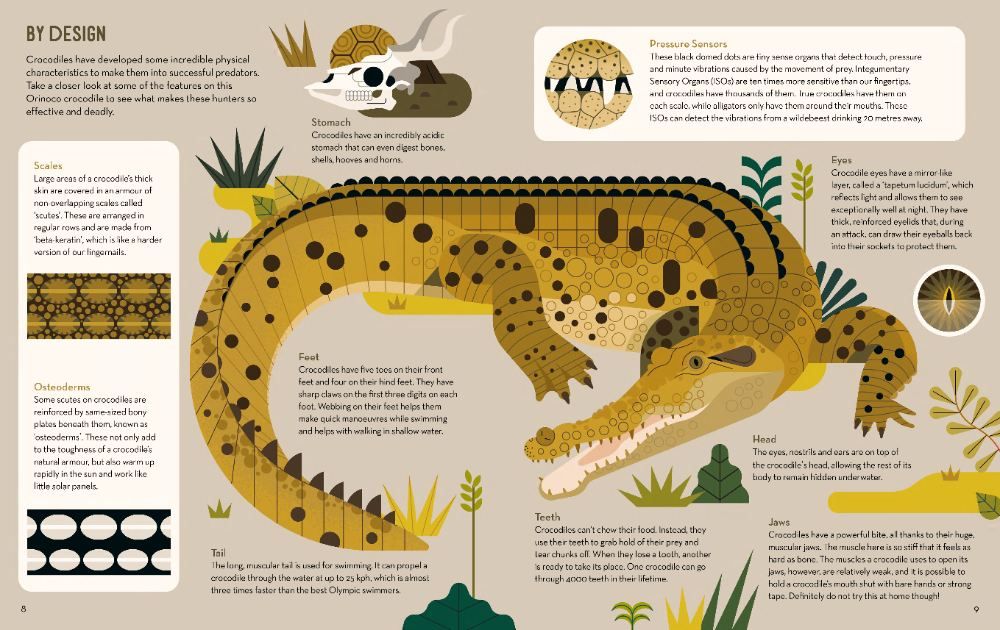 BY DESIGN
Crocodiles have developed some incredible physical
characteristics to make them into successful predators.
Take a closer look at some of the features on this
Orinoco crocodile to see what makes these hunters so
effective and deadly.
Stomach
Crocodiles have an incredibly acidic
stomach that can even digest bones,
shells, hooves and horns.
Scales
Large areas of a crocodile's thick
skin are covered in an armour of
non-overlapping scales called
'scutes'. These are arranged in
regular rows and are made from
'beta-keratin', which is like a harder
version of our fingernails.
Osteoderms
Some scutes on crocodiles are
reinforced by same-sized bony
plates beneath them, known as
'osteoderms'. These not only add
to the toughness of a crocodile's
natural armour, but also warm up
rapidly in the sun and work like
little solar panels.
Feet
Crocodiles have five toes on their front
feet and four on their hind feet. They have
sharp claws on the first three digits on each
foot. Webbing on their feet helps them
make quick manoeuvres while swimming
and helps with walking in shallow water.
Tail
The long, muscular tail is used for swimming. It can propel a
crocodile through the water at up to 25 kph, which is almost
three times faster than the best Olympic swimmers.
8
Pressure Sensors
These black domed dots are tiny sense organs that detect touch, pressure
and minute vibrations caused by the movement of prey. Integumentary
Sensory Organs (ISOs) are ten times more sensitive than our fingertips,
and crocodiles have thousands of them. True crocodiles have them on
each scale, while alligators only have them around their mouths. These
ISOs can detect the vibrations from a wildebeest drinking 20 metres away.
Eyes
Crocodile eyes have a mirror-like
layer, called a 'tapetum lucidum', which
reflects light and allows them to see
exceptionally well at night. They have
thick, reinforced eyelids that, during
an attack, can draw their eyeballs back
into their sockets to protect them.
Head
The eyes, nostrils and ears are on top of
the crocodile's head, allowing the rest of its
body to remain hidden underwater.
Teeth
Crocodiles can't chew their food. Instead, they
use their teeth to grab hold of their prey and
tear chunks off. When they lose a tooth, another
is ready to take its place. One crocodile can go
through 4000 teeth in their lifetime.
Jaws
Crocodiles have a powerful bite, all thanks to their huge,
muscular jaws. The muscle here is so stiff that it feels as
hard as bone. The muscles a crocodile uses to open its
jaws, however, are relatively weak, and it is possible to
hold a crocodile's mouth shut with bare hands or strong
tape. Definitely do not try this at home though!
9